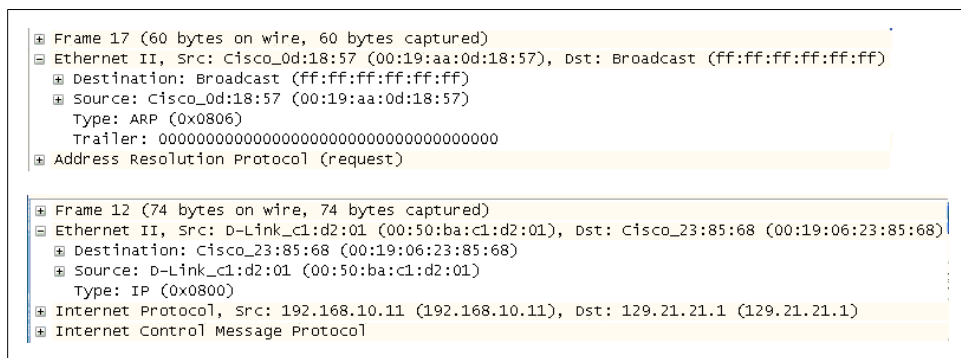 Frame 17 (60 bytes on wire, 60 bytes captured)
Ethernet II, Src: Cisco_0d:18:57 (00:19:aa:0d:18:57), Dst: Broadcast (ff:ff:ff:ff:ff:ff)
Destination: Broadcast (ff:ff:ff:ff:ff:ff)
Source: Cisco_0d:18:57 (00:19:aa:0d:18:57)
Type: ARP (0x0806)
Trailer: 000000000000000000000000000000000000
Address Resolution Protocol (request)
Frame 12 (74 bytes on wire, 74 bytes captured)
Ethernet II, Src: D-Link_c1:d2:01 (00:50:ba:c1:d2:01), Dst: Cisco_23:85:68 (00:19:06:23:85:68)
Destination: Cisco_23:85:68 (00:19:06:23:85:68)
Source: D-Link_c1:d2:01 (00:50:ba:c1:d2:01)
Type: IP (0x0800)
Internet Protocol, Src: 192.168.10.11 (192.168.10.11), Dst: 129.21.21.1 (129.21.21.1)
Internet Control Message Protocol